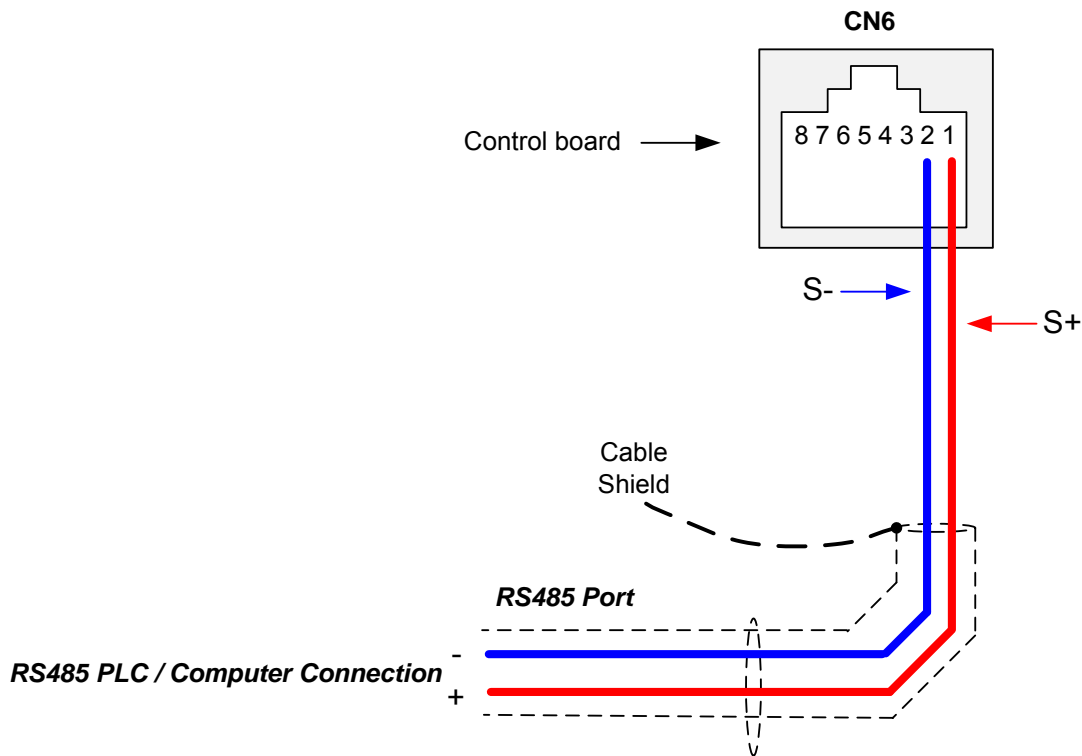 CN6
Control board
8 7 6 5 4 3 2 1
S-
S+
Cable
Shield
RS485 Port
-
RS485 PLC / Computer Connection
+